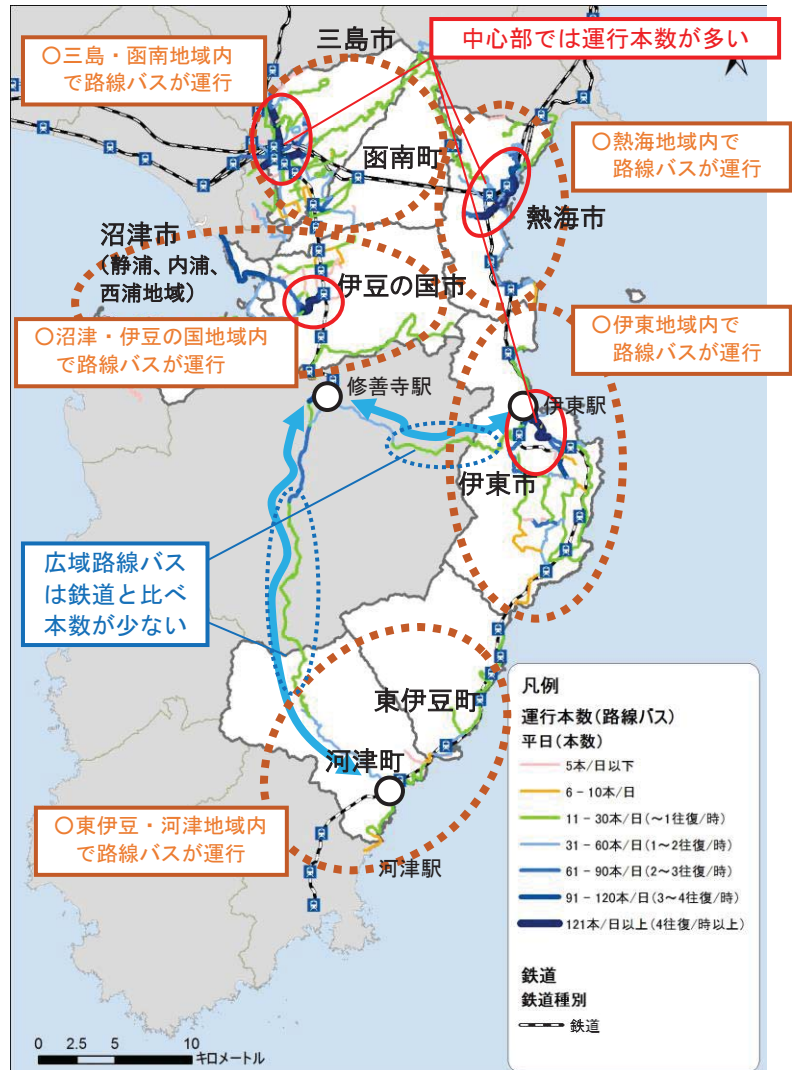 三島市
中心部では運行本数が多い
〇三島・函南地域内
で路線バスが運行
函南町
〇熱海地域内で
路線バスが運行
熱海市
沼津市
(静浦、内浦、
西浦地域)
伊豆の国市
〇沼津・伊豆の国地域内
で路線バスが運行
〇伊東地域内で
路線バスが運行
修善寺駅
伊東駅
伊東市
広域路線バス
は鉄道と比べ
本数が少ない
東伊豆町
河津町
〇東伊豆・河津地域内
で路線バスが運行
河津駅
凡例
運行本数(路線バス)
平日(本数)
5本/日以下
6-10本/日
11-30本/日(~1往復/時)
31-60本/日(1~2往復/時)
61-90本/日(2~3往復/時)
91-120本/日(3~4往復/時)
121本/日以上(4往復/時以上)
鉄道
鉄道種別
鉄道
0 2.5 5 10
キロメートル